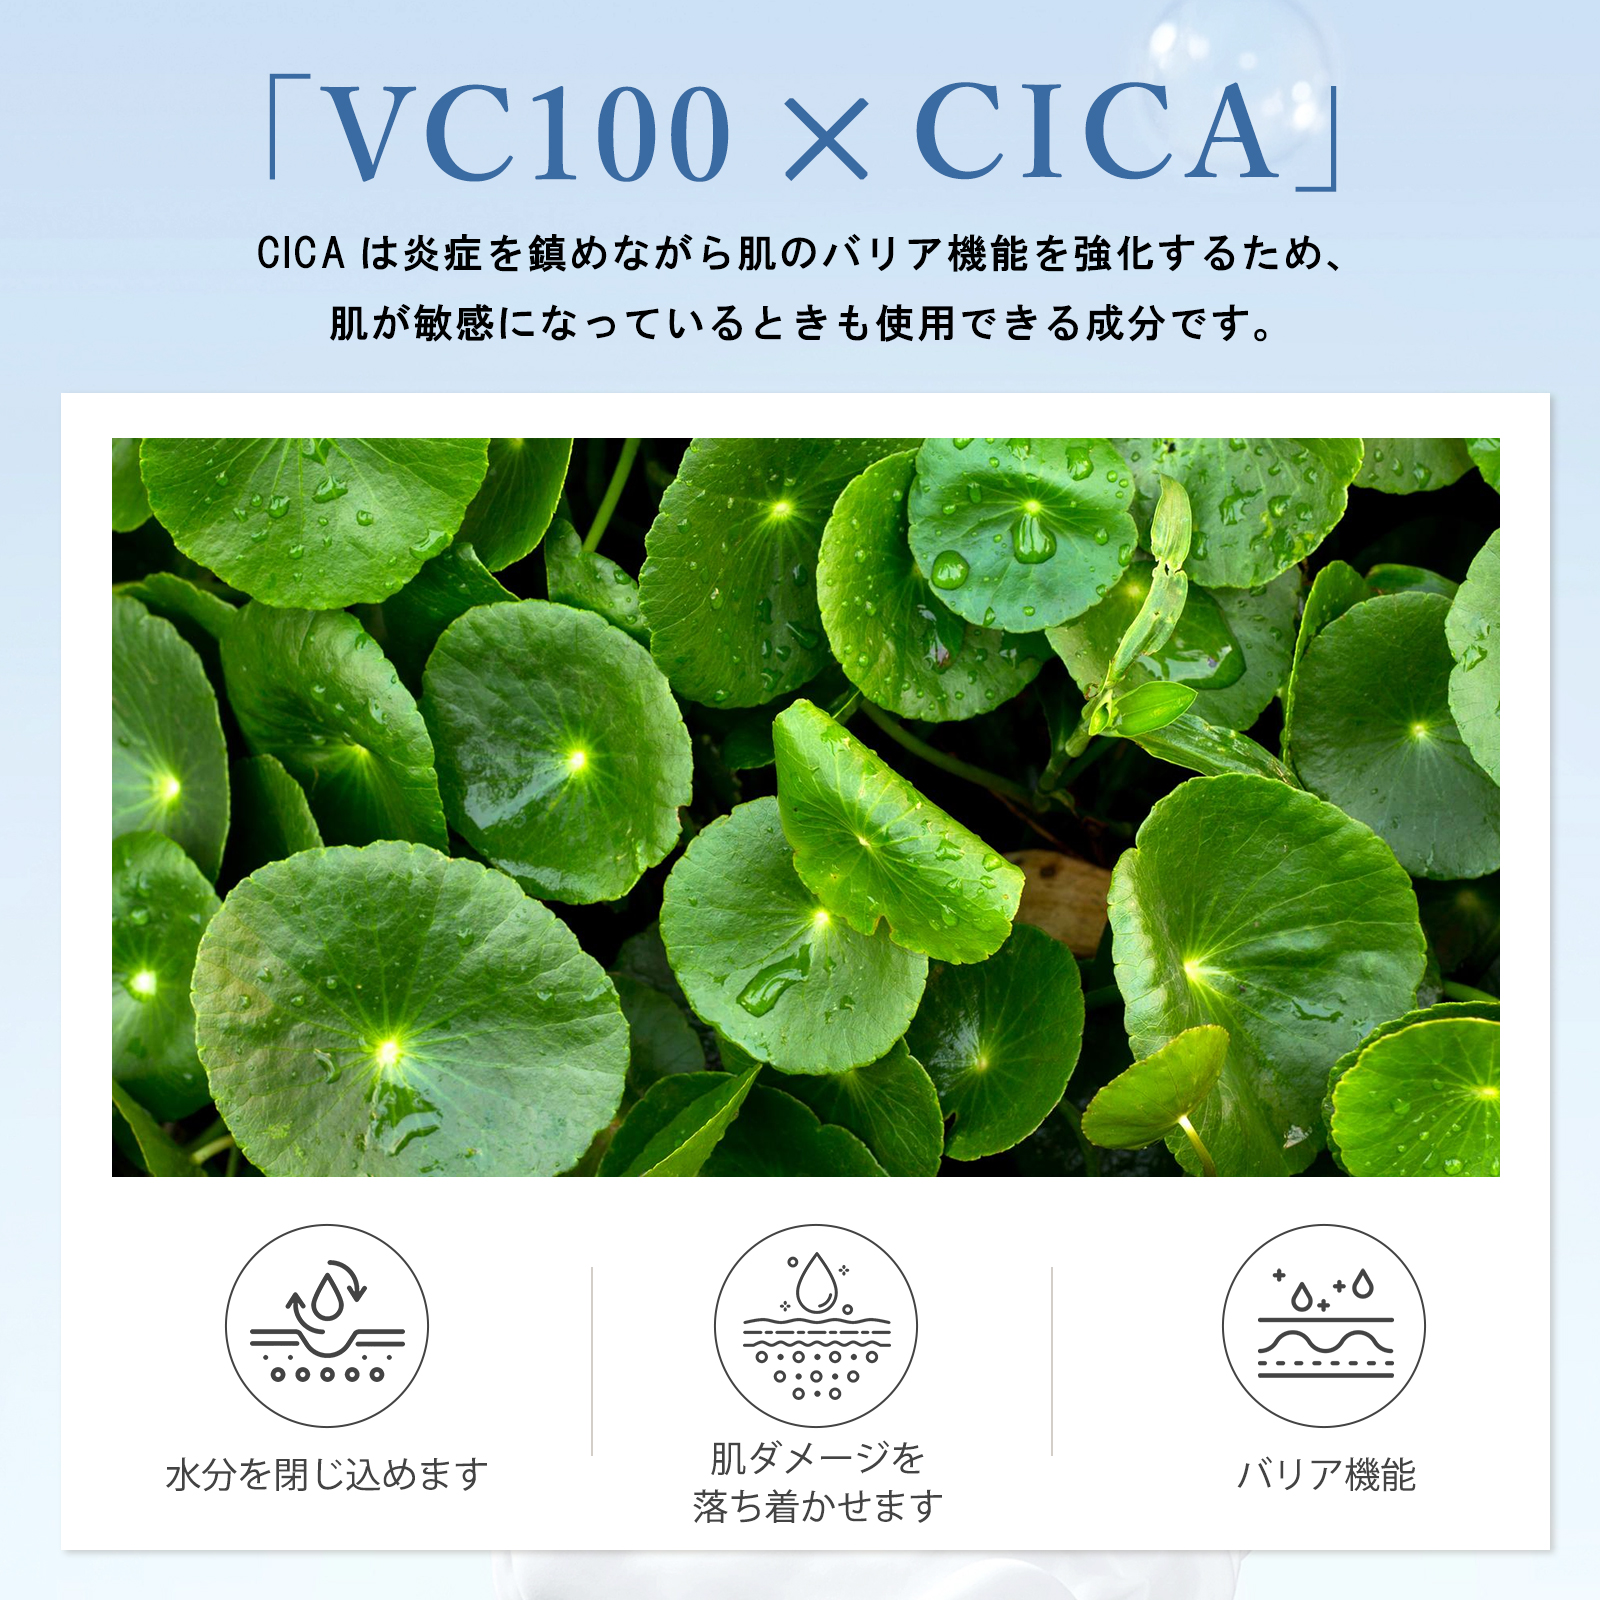 「VC100 × CICA」
CICA は炎症を鎮めながら肌のバリア機能を強化するため、
肌が敏感になっているときも使用できる成分です。
水分を閉じ込めます
肌ダメージを
落ち着かせます
バリア機能